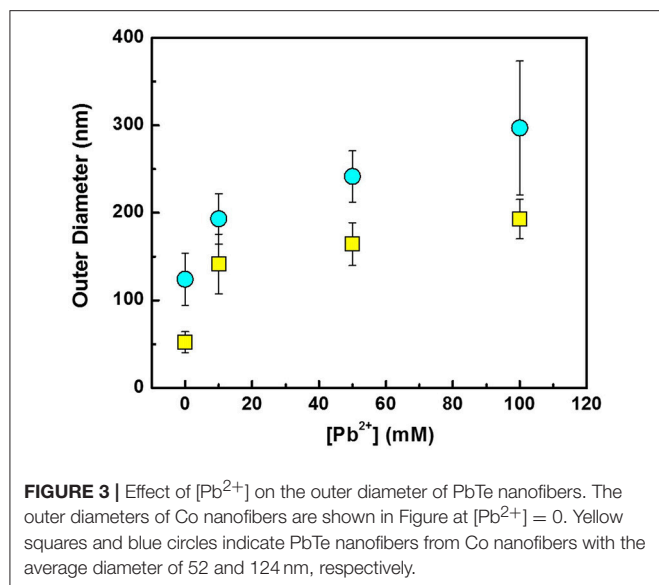 400
300
200
100
0
Outer Diameter (nm)
0 20 40 60 80 100 120
[Pb²⁺] (mM)
FIGURE 3 | Effect of [Pb²⁺] on the outer diameter of PbTe nanofibers. The
outer diameters of Co nanofibers are shown in Figure at [Pb²⁺] = 0. Yellow
squares and blue circles indicate PbTe nanofibers from Co nanofibers with the
average diameter of 52 and 124 nm, respectively.